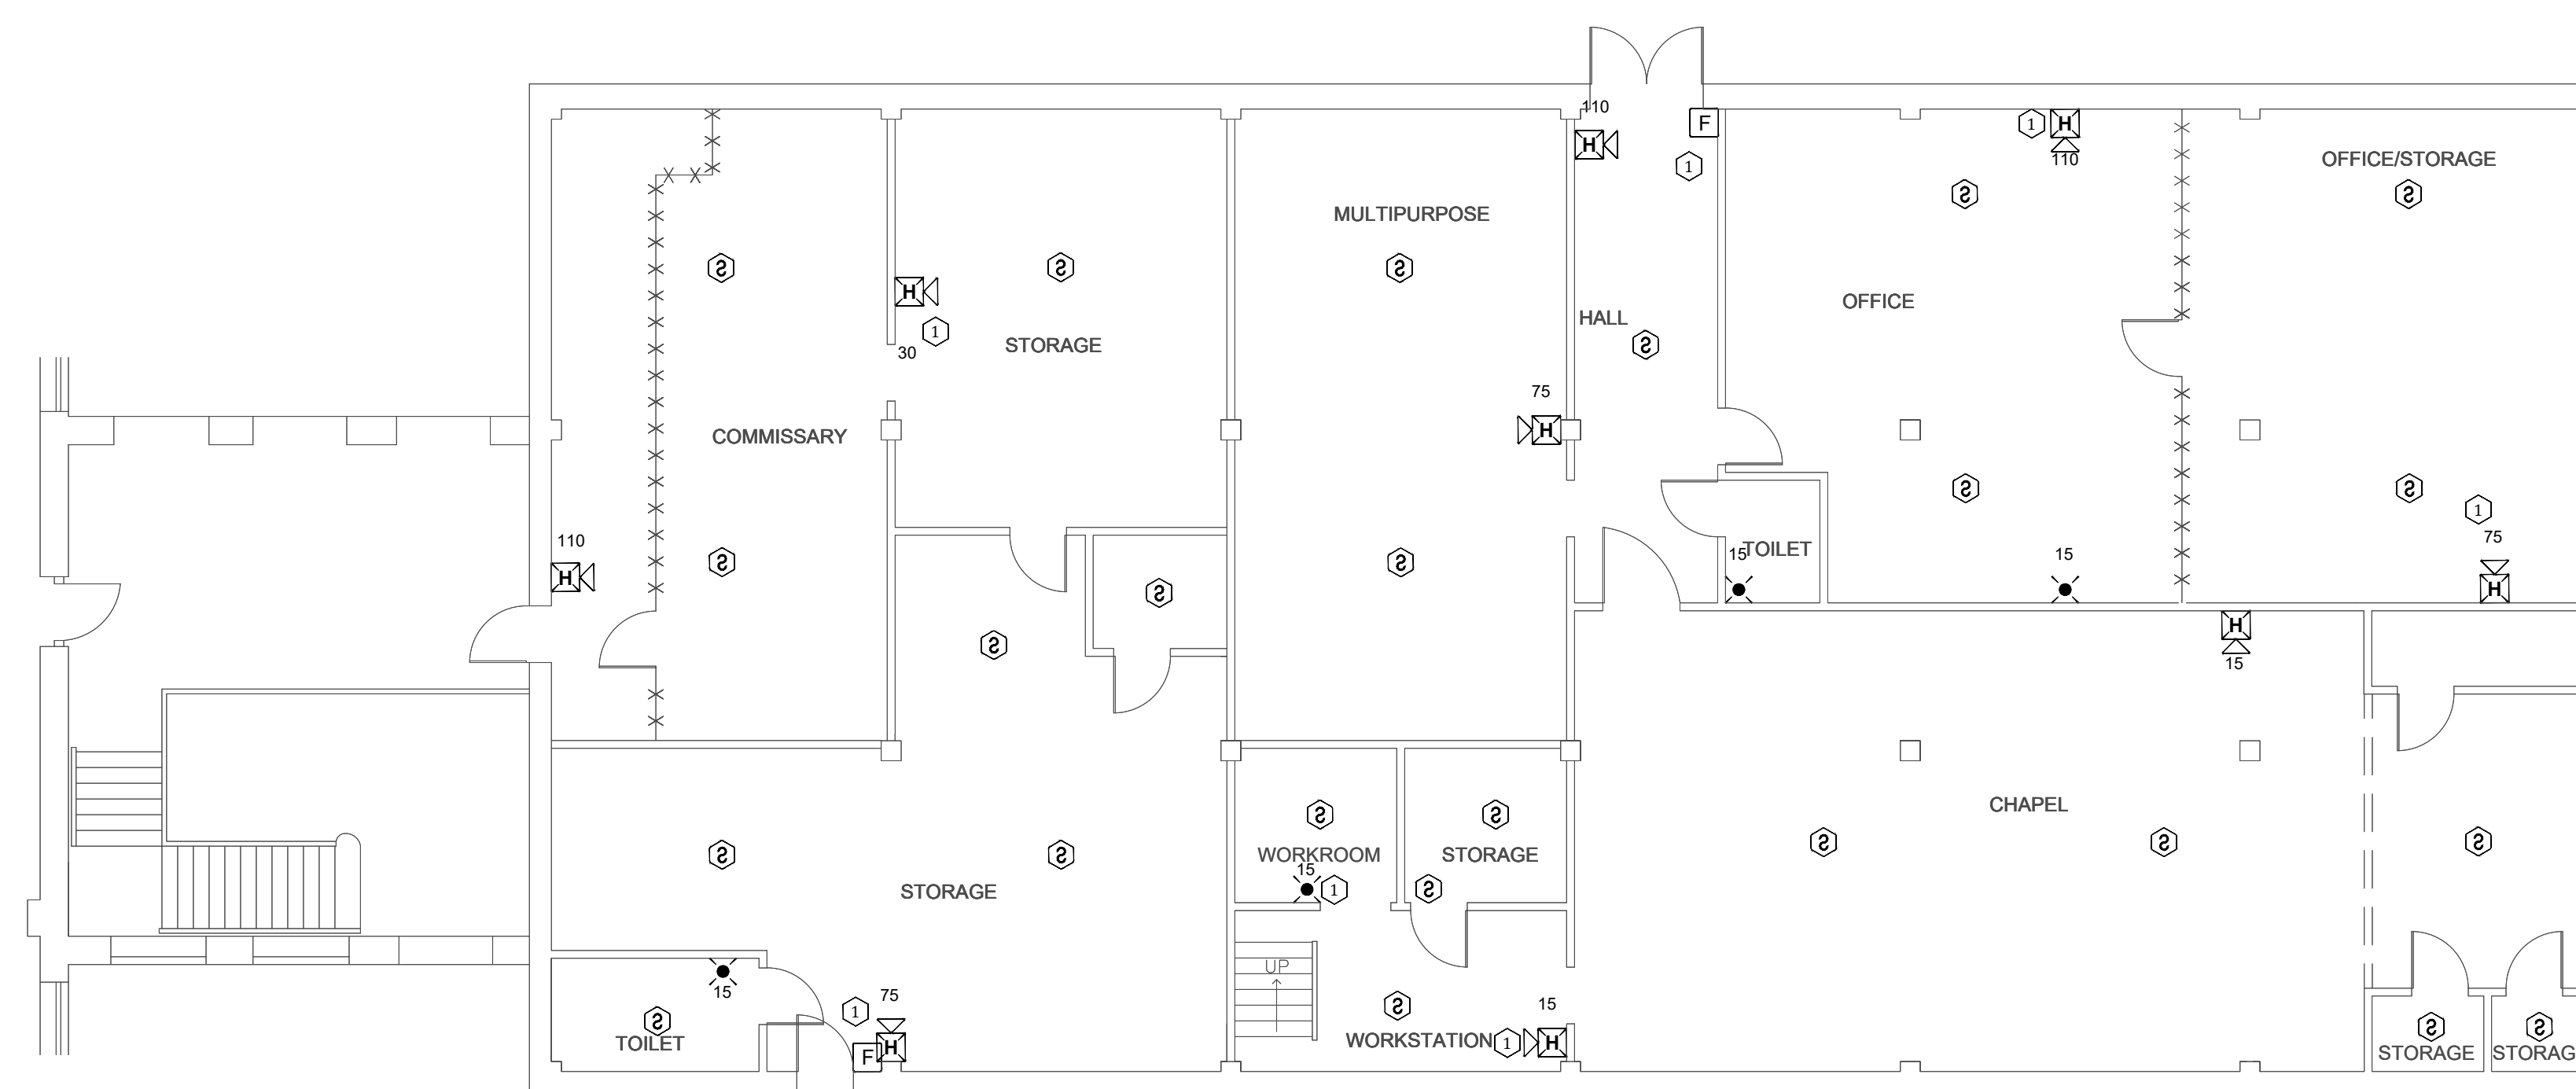 110
F
1
H
H
110
1
OFFICE/STORAGE
S
S
MULTIPURPOSE
S
S
S
H
1
30
STORAGE
OFFICE
HALL
S
75
H
COMMISSARY
S
S
1
75
H
110
H
S
S
TOILET
15
15
S
H
15
S
CHAPEL
S
S
WORKROOM
15
1
S
STORAGE
S
S
S
S
S
STORAGE
UP
15
TOILET
S
1
75
H
F
S
WORKSTATION
1
15
H
S
STORAGE
S
STORAG